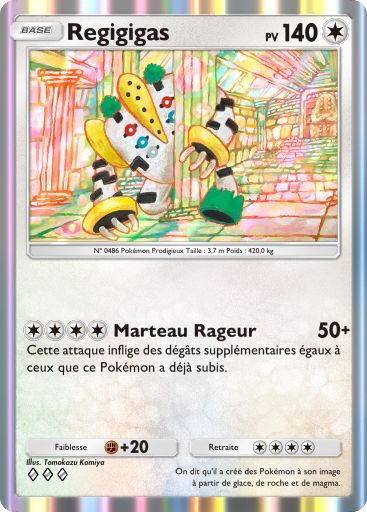 BASE Regigigas PV 140
N° 0486 Pokémon Prodigieux Taille : 3,7 m Poids : 420,0 kg
Marteau Rageur 50+
Cette attaque inflige des dégâts supplémentaires égaux à
ceux que ce Pokémon a déjà subis.
Faiblesse +20 Retraite
Illus. Tomokazu Komiya
On dit qu'il a créé des Pokémon à son image
à partir de glace, de roche et de magma.